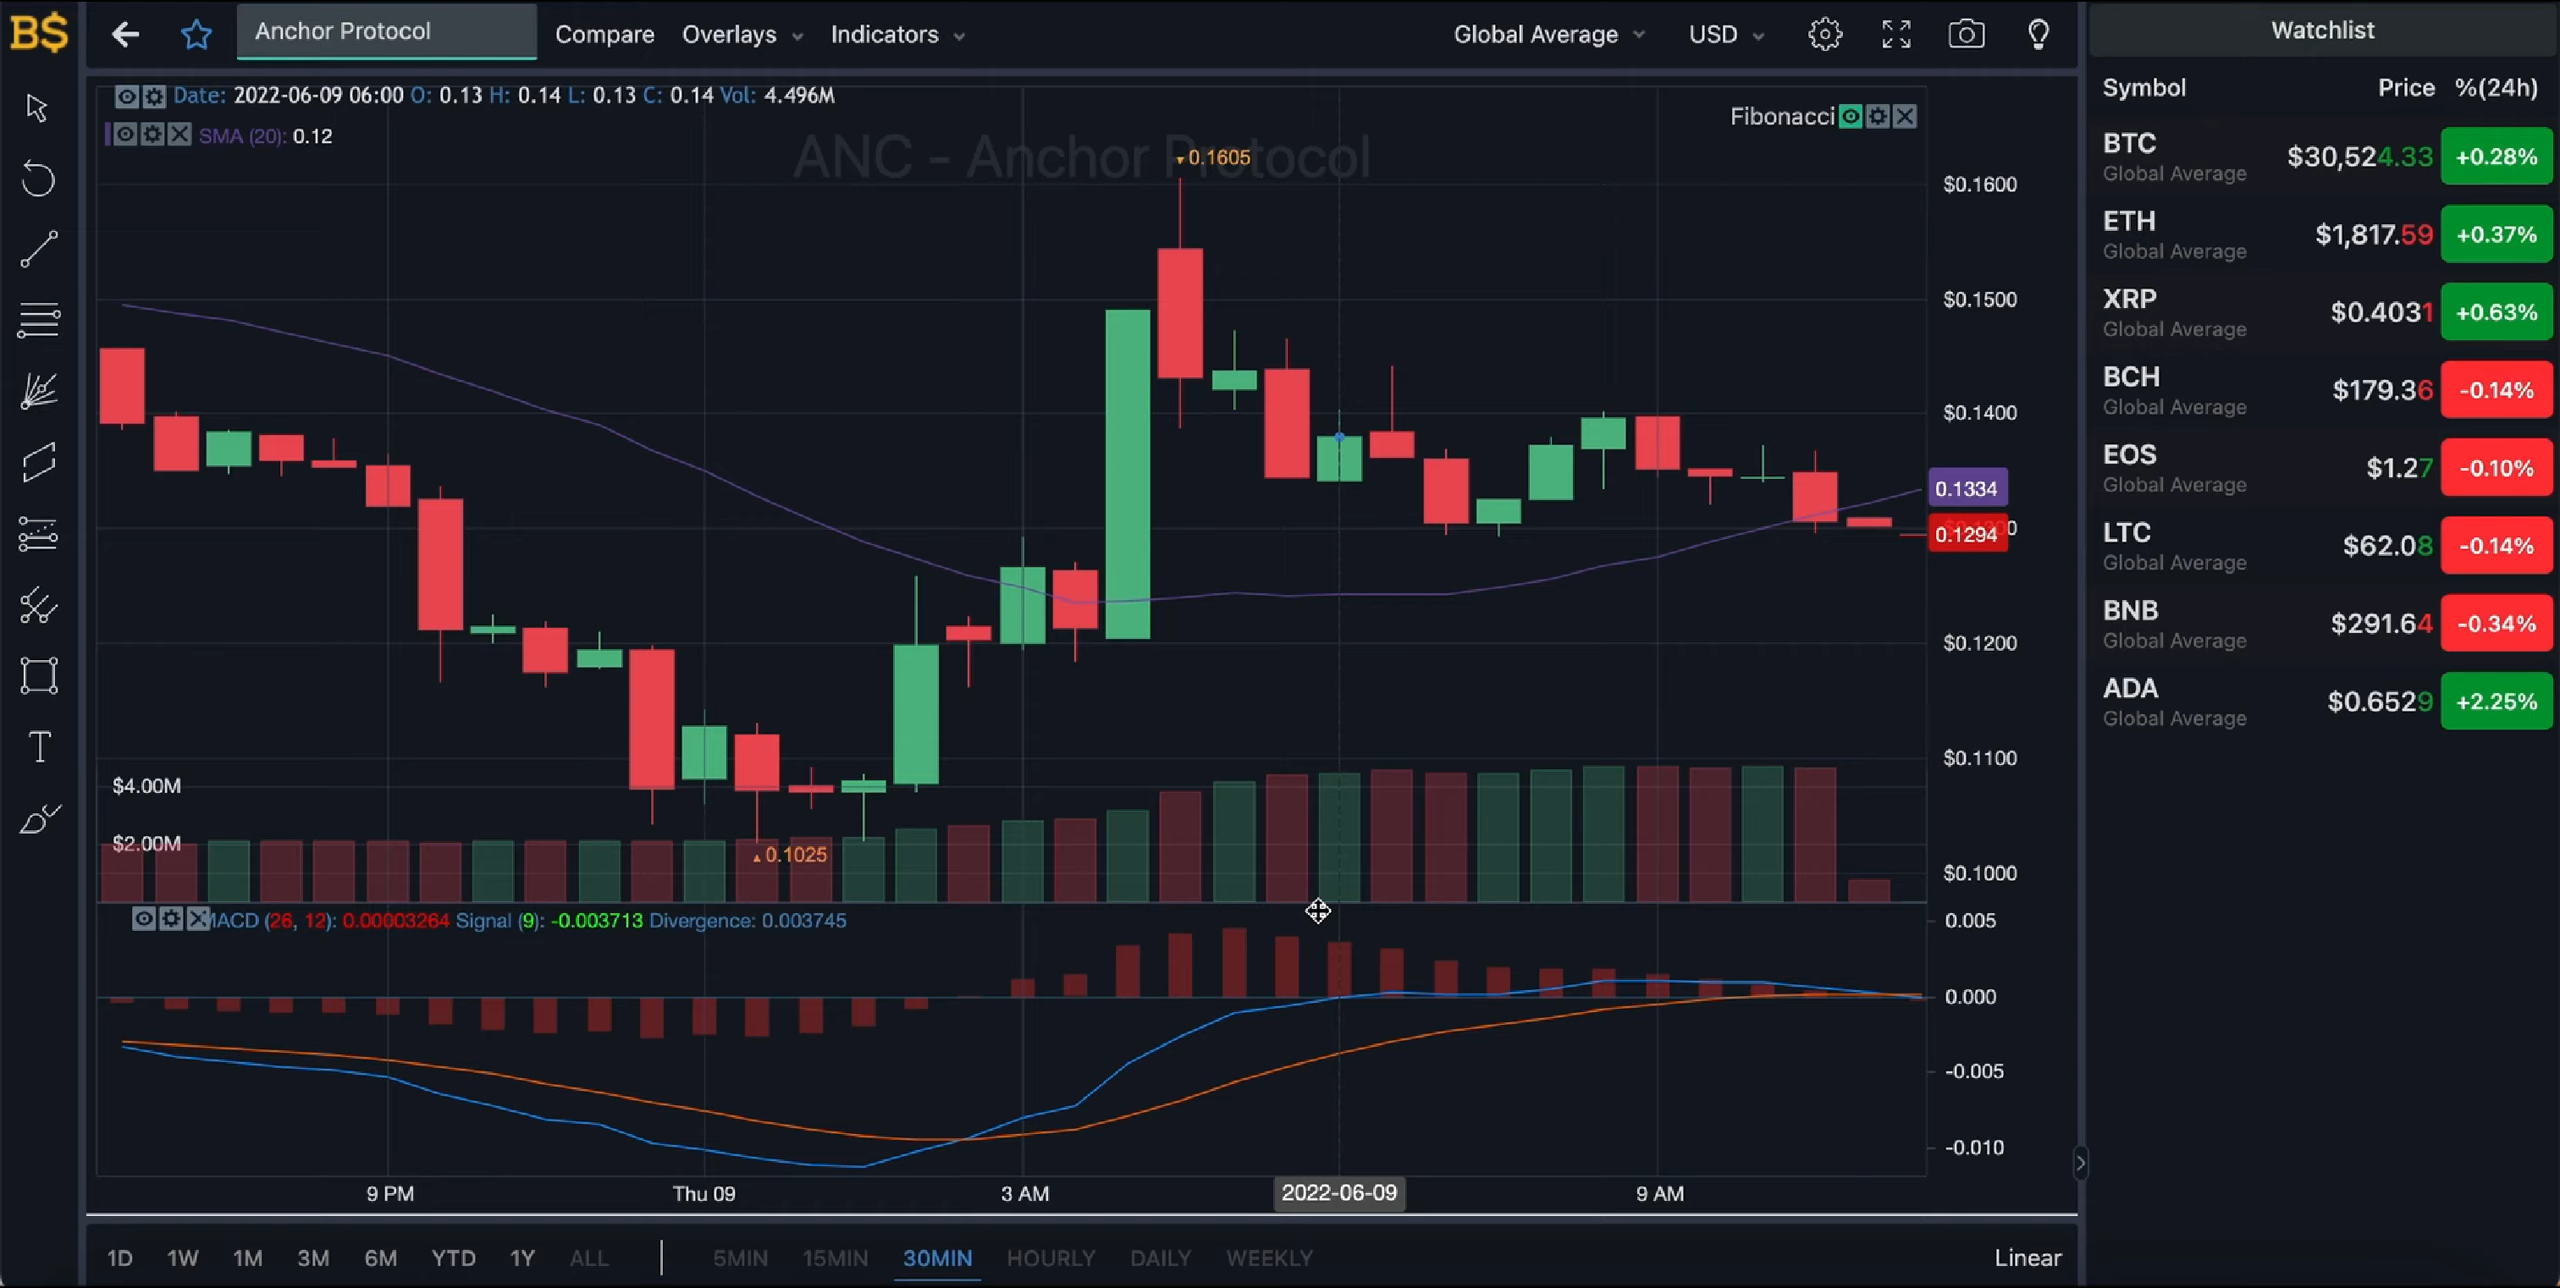 B$
Anchor Protocol
Compare Overlays Indicators
Global Average USD
Date: 2022-06-09 06:00 O: 0.13 H: 0.14 L: 0.13 C: 0.14 Vol: 4.496M
SMA (20): 0.12
Fibonacci
ANC - Anchor Protocol
0.1605
$0.1600
$0.1500
$0.1400
0.1334
0.1294
$0.1200
$0.1100
$0.1000
$4.00M
$2.00M
0.1025
MACD (26, 12): 0.00003264 Signal (9): -0.003713 Divergence: 0.003745
0.005
0.000
-0.005
-0.010
9 PM Thu 09 3 AM 2022-06-09 9 AM
1D 1W 1M 3M 6M YTD 1Y ALL 5MIN 15MIN 30MIN HOURLY DAILY WEEKLY Linear
Watchlist
Symbol Price %(24h)
BTC $30,524.33 +0.28%
Global Average
ETH $1,817.59 +0.37%
Global Average
XRP $0.4031 +0.63%
Global Average
BCH $179.36 -0.14%
Global Average
EOS $1.27 -0.10%
Global Average
LTC $62.08 -0.14%
Global Average
BNB $291.64 -0.34%
Global Average
ADA $0.6529 +2.25%
Global Average
T